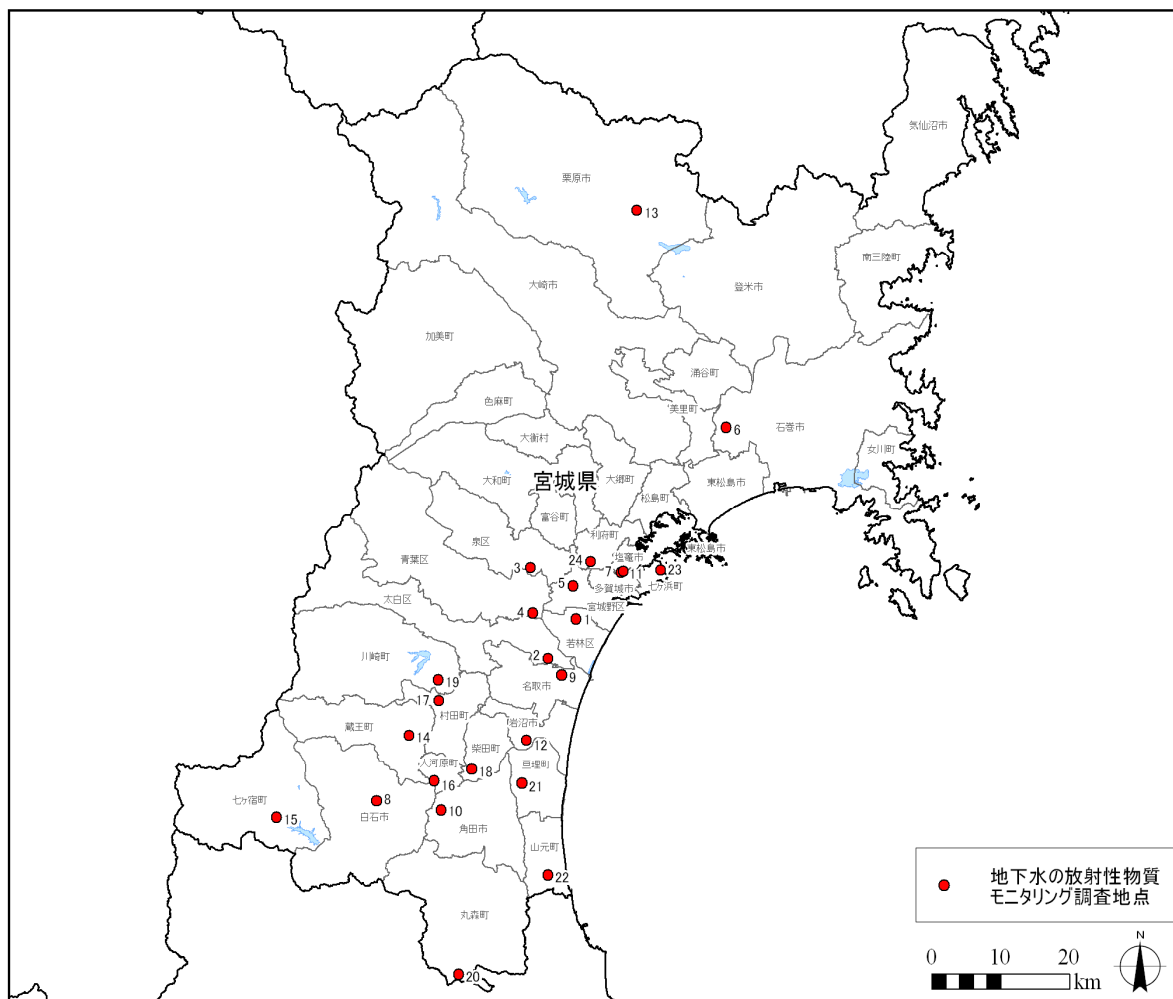 気仙沼市
栗原市
13
南三陸町
大崎市
登米市
加美町
涌谷町
色麻町
美里町
大衡村
6
石巻市
女川町
宮城県
大和町
大郷町
東松島市
松島町
富谷町
利府町
泉区
東松島市
塩竈市
青葉区
24
3
7
11
23
多賀城市
七ヶ浜町
5
太白区
宮城野区
4
1
若林区
川崎町
2
9
名取市
19
17
村田町
岩沼市
蔵王町
14
12
柴田町
大河原町
18
亘理町
16
21
七ヶ宿町
8
10
15
白石市
角田市
山元町
22
丸森町
20
地下水の放射性物質
モニタリング調査地点
N
0 10 20
km